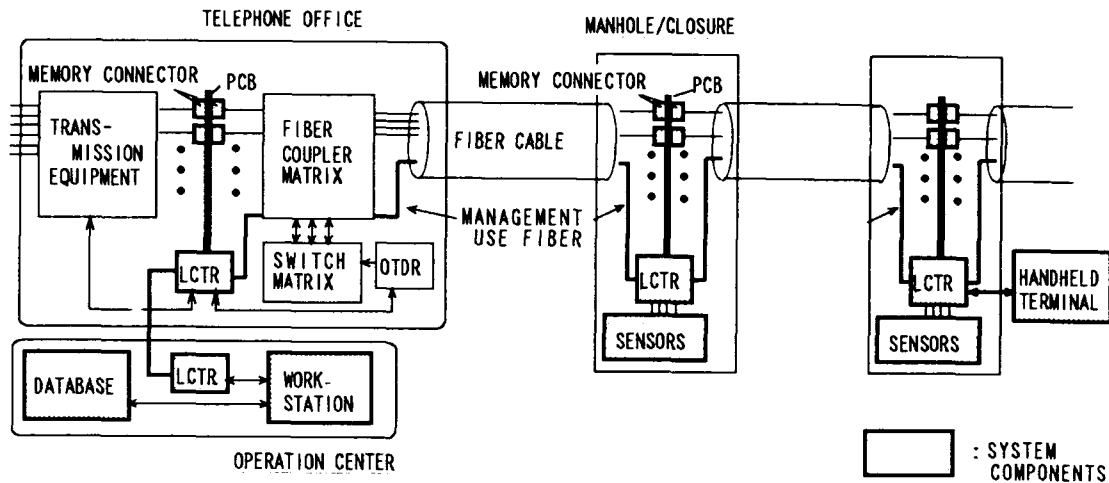 TELEPHONE OFFICE
MEMORY CONNECTOR
PCB
TRANS-
MISSION
EQUIPMENT
FIBER
COUPLER
MATRIX
LCTR
SWITCH
MATRIX
OTDR
FIBER CABLE
MANAGEMENT
USE FIBER
MANHOLE/CLOSURE
MEMORY CONNECTOR
PCB
LCTR
SENSORS
LCTR
SENSORS
HANDHELD
TERMINAL
DATABASE
LCTR
WORK-
STATION
OPERATION CENTER
: SYSTEM
COMPONENTS